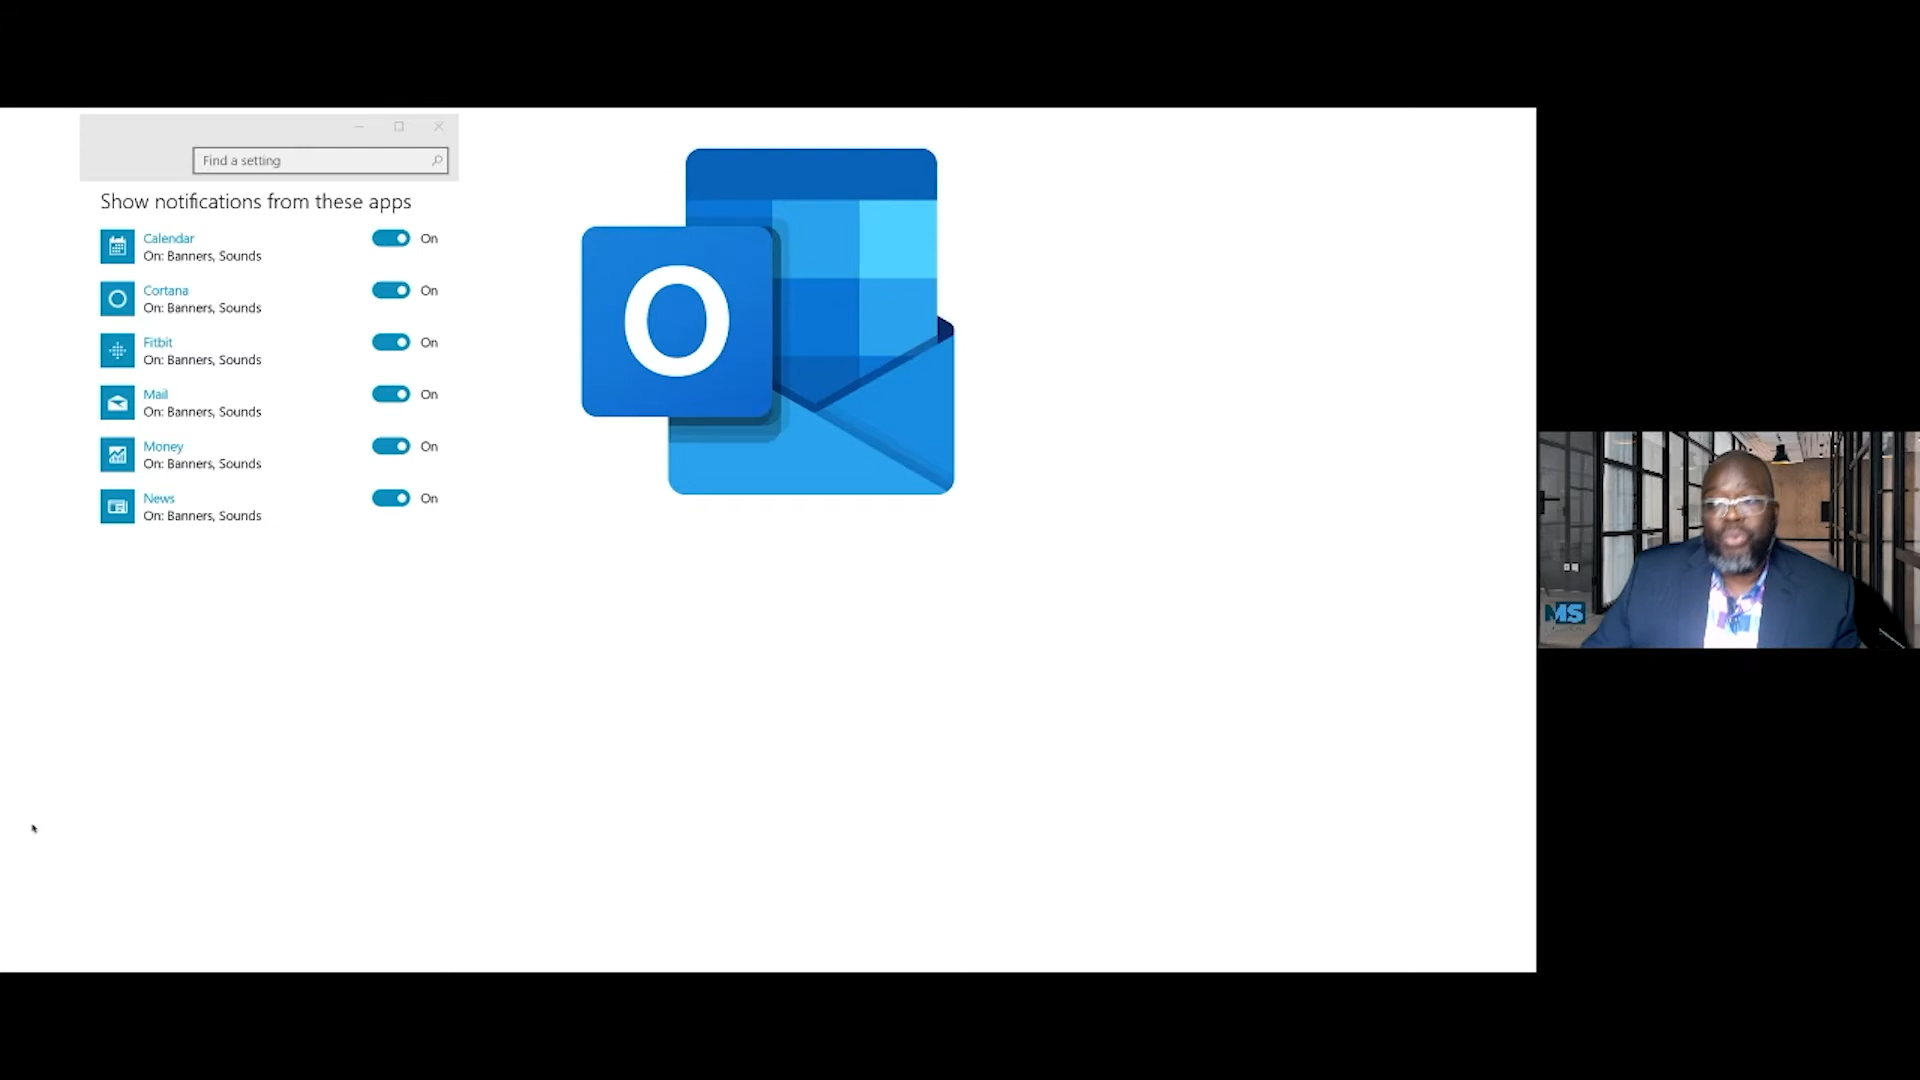 Find a setting
Show notifications from these apps
Calendar
On: Banners, Sounds
On
Cortana
On: Banners, Sounds
On
Fitbit
On: Banners, Sounds
On
Mail
On: Banners, Sounds
On
Money
On: Banners, Sounds
On
News
On: Banners, Sounds
On
O
MS